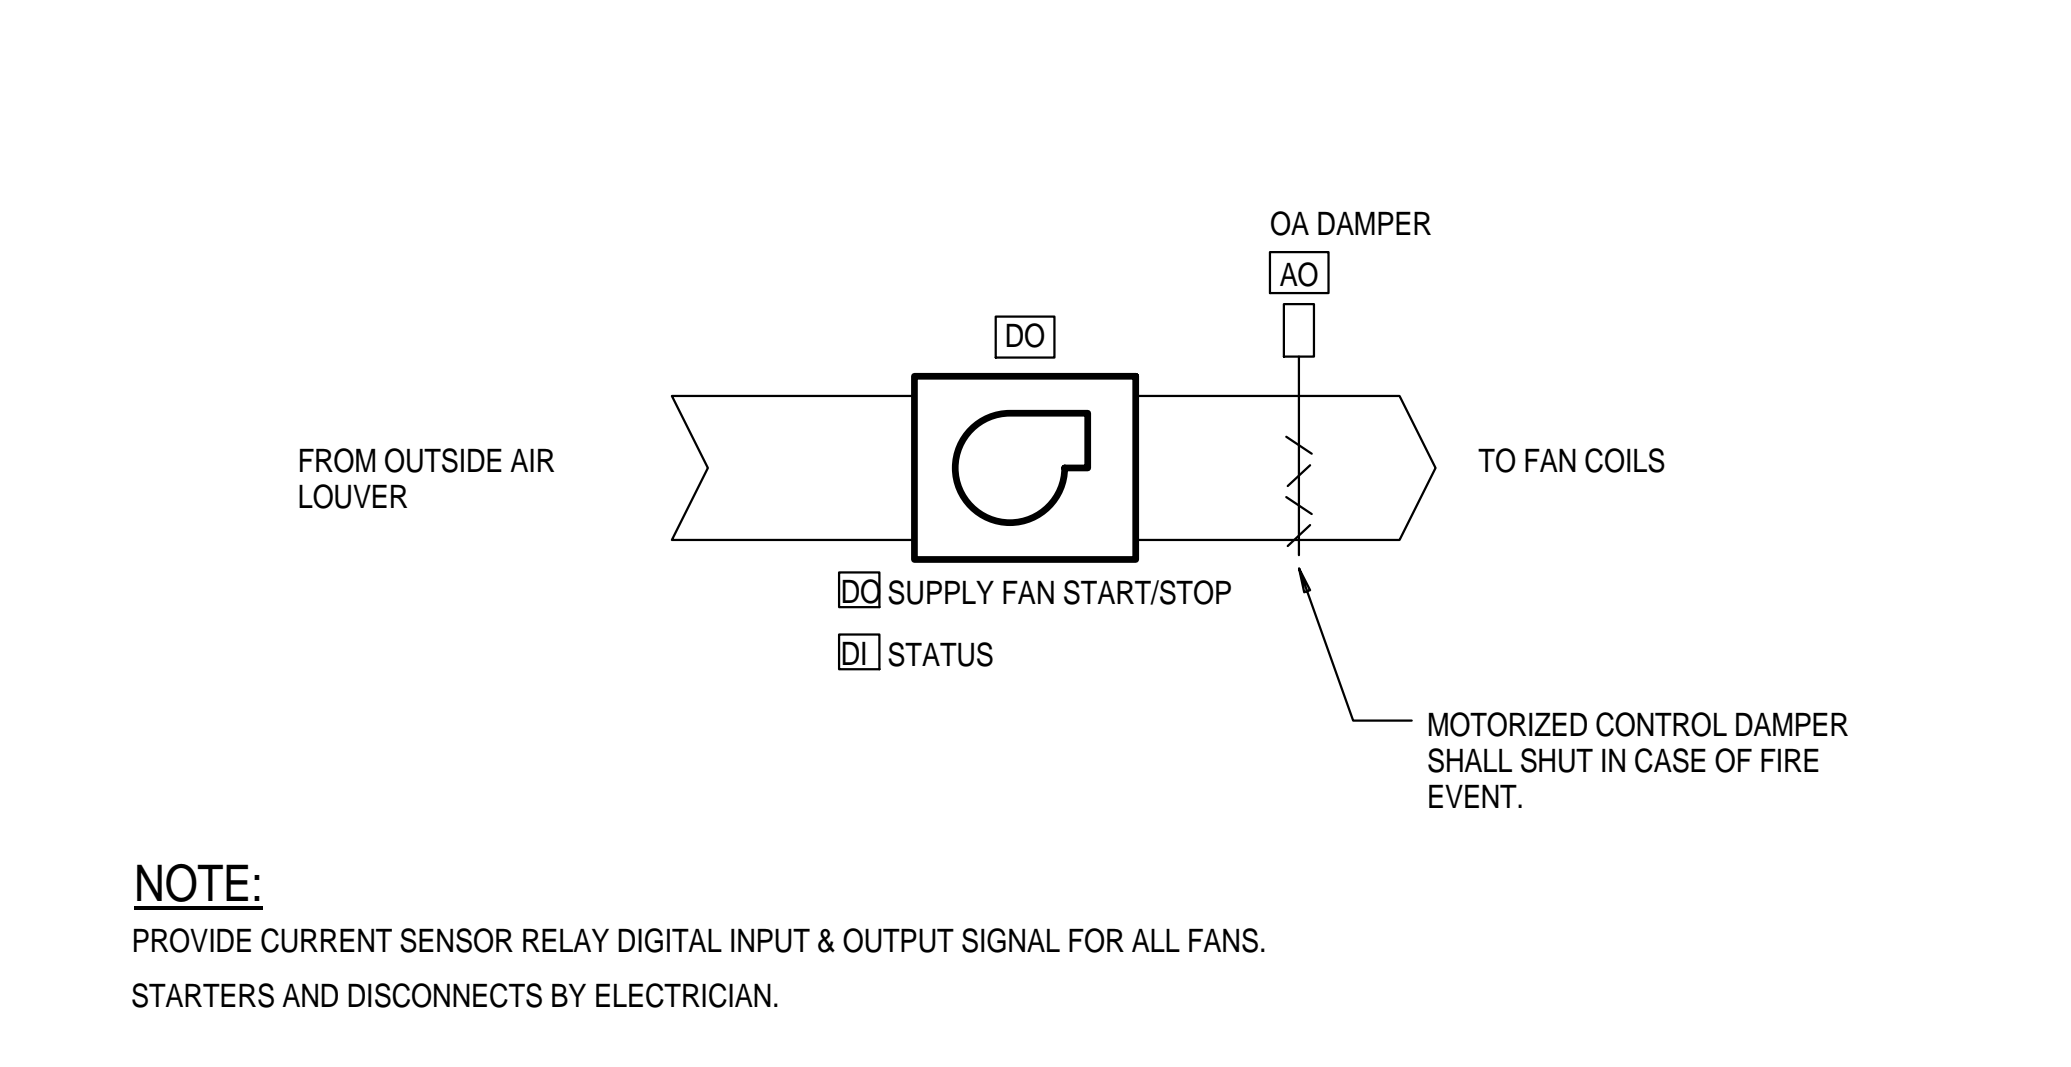 OA DAMPER
AO
DO
FROM OUTSIDE AIR
LOUVER
TO FAN COILS
DO SUPPLY FAN START/STOP
DI STATUS
MOTORIZED CONTROL DAMPER
SHALL SHUT IN CASE OF FIRE
EVENT.
NOTE:
PROVIDE CURRENT SENSOR RELAY DIGITAL INPUT & OUTPUT SIGNAL FOR ALL FANS.
STARTERS AND DISCONNECTS BY ELECTRICIAN.